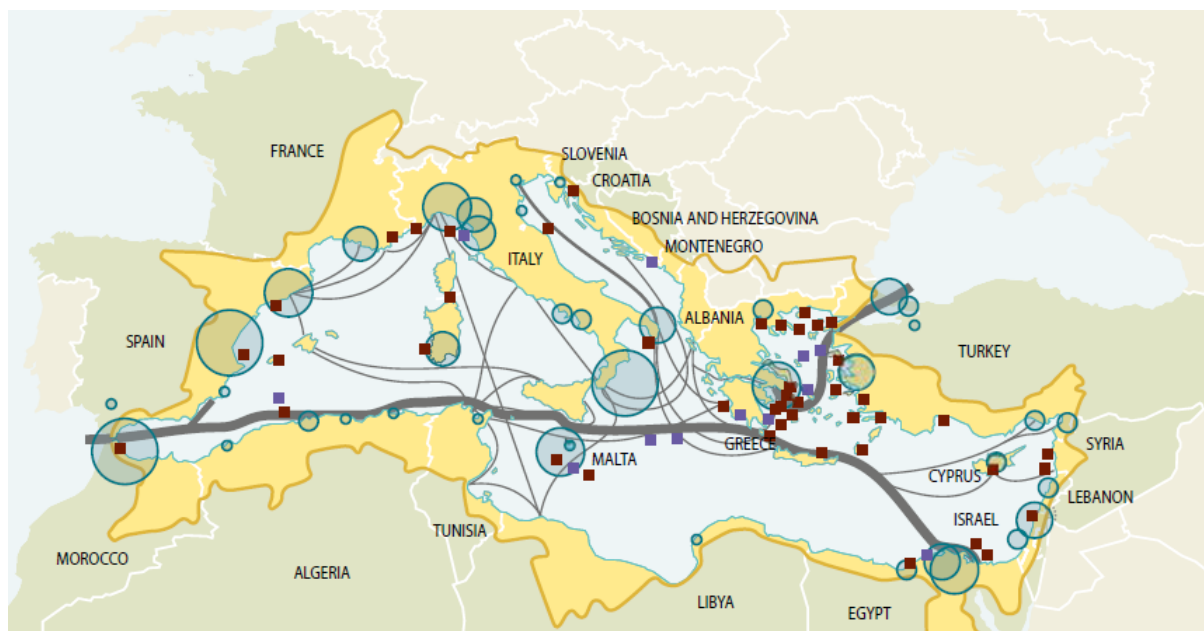 FRANCE
SLOVENIA
CROATIA
BOSNIA AND HERZEGOVINA
MONTENEGRO
ITALY
ALBANIA
SPAIN
TURKEY
GREECE
MALTA
SYRIA
CYPRUS
LEBANON
ISRAEL
TUNISIA
MOROCCO
ALGERIA
LIBYA
EGYPT